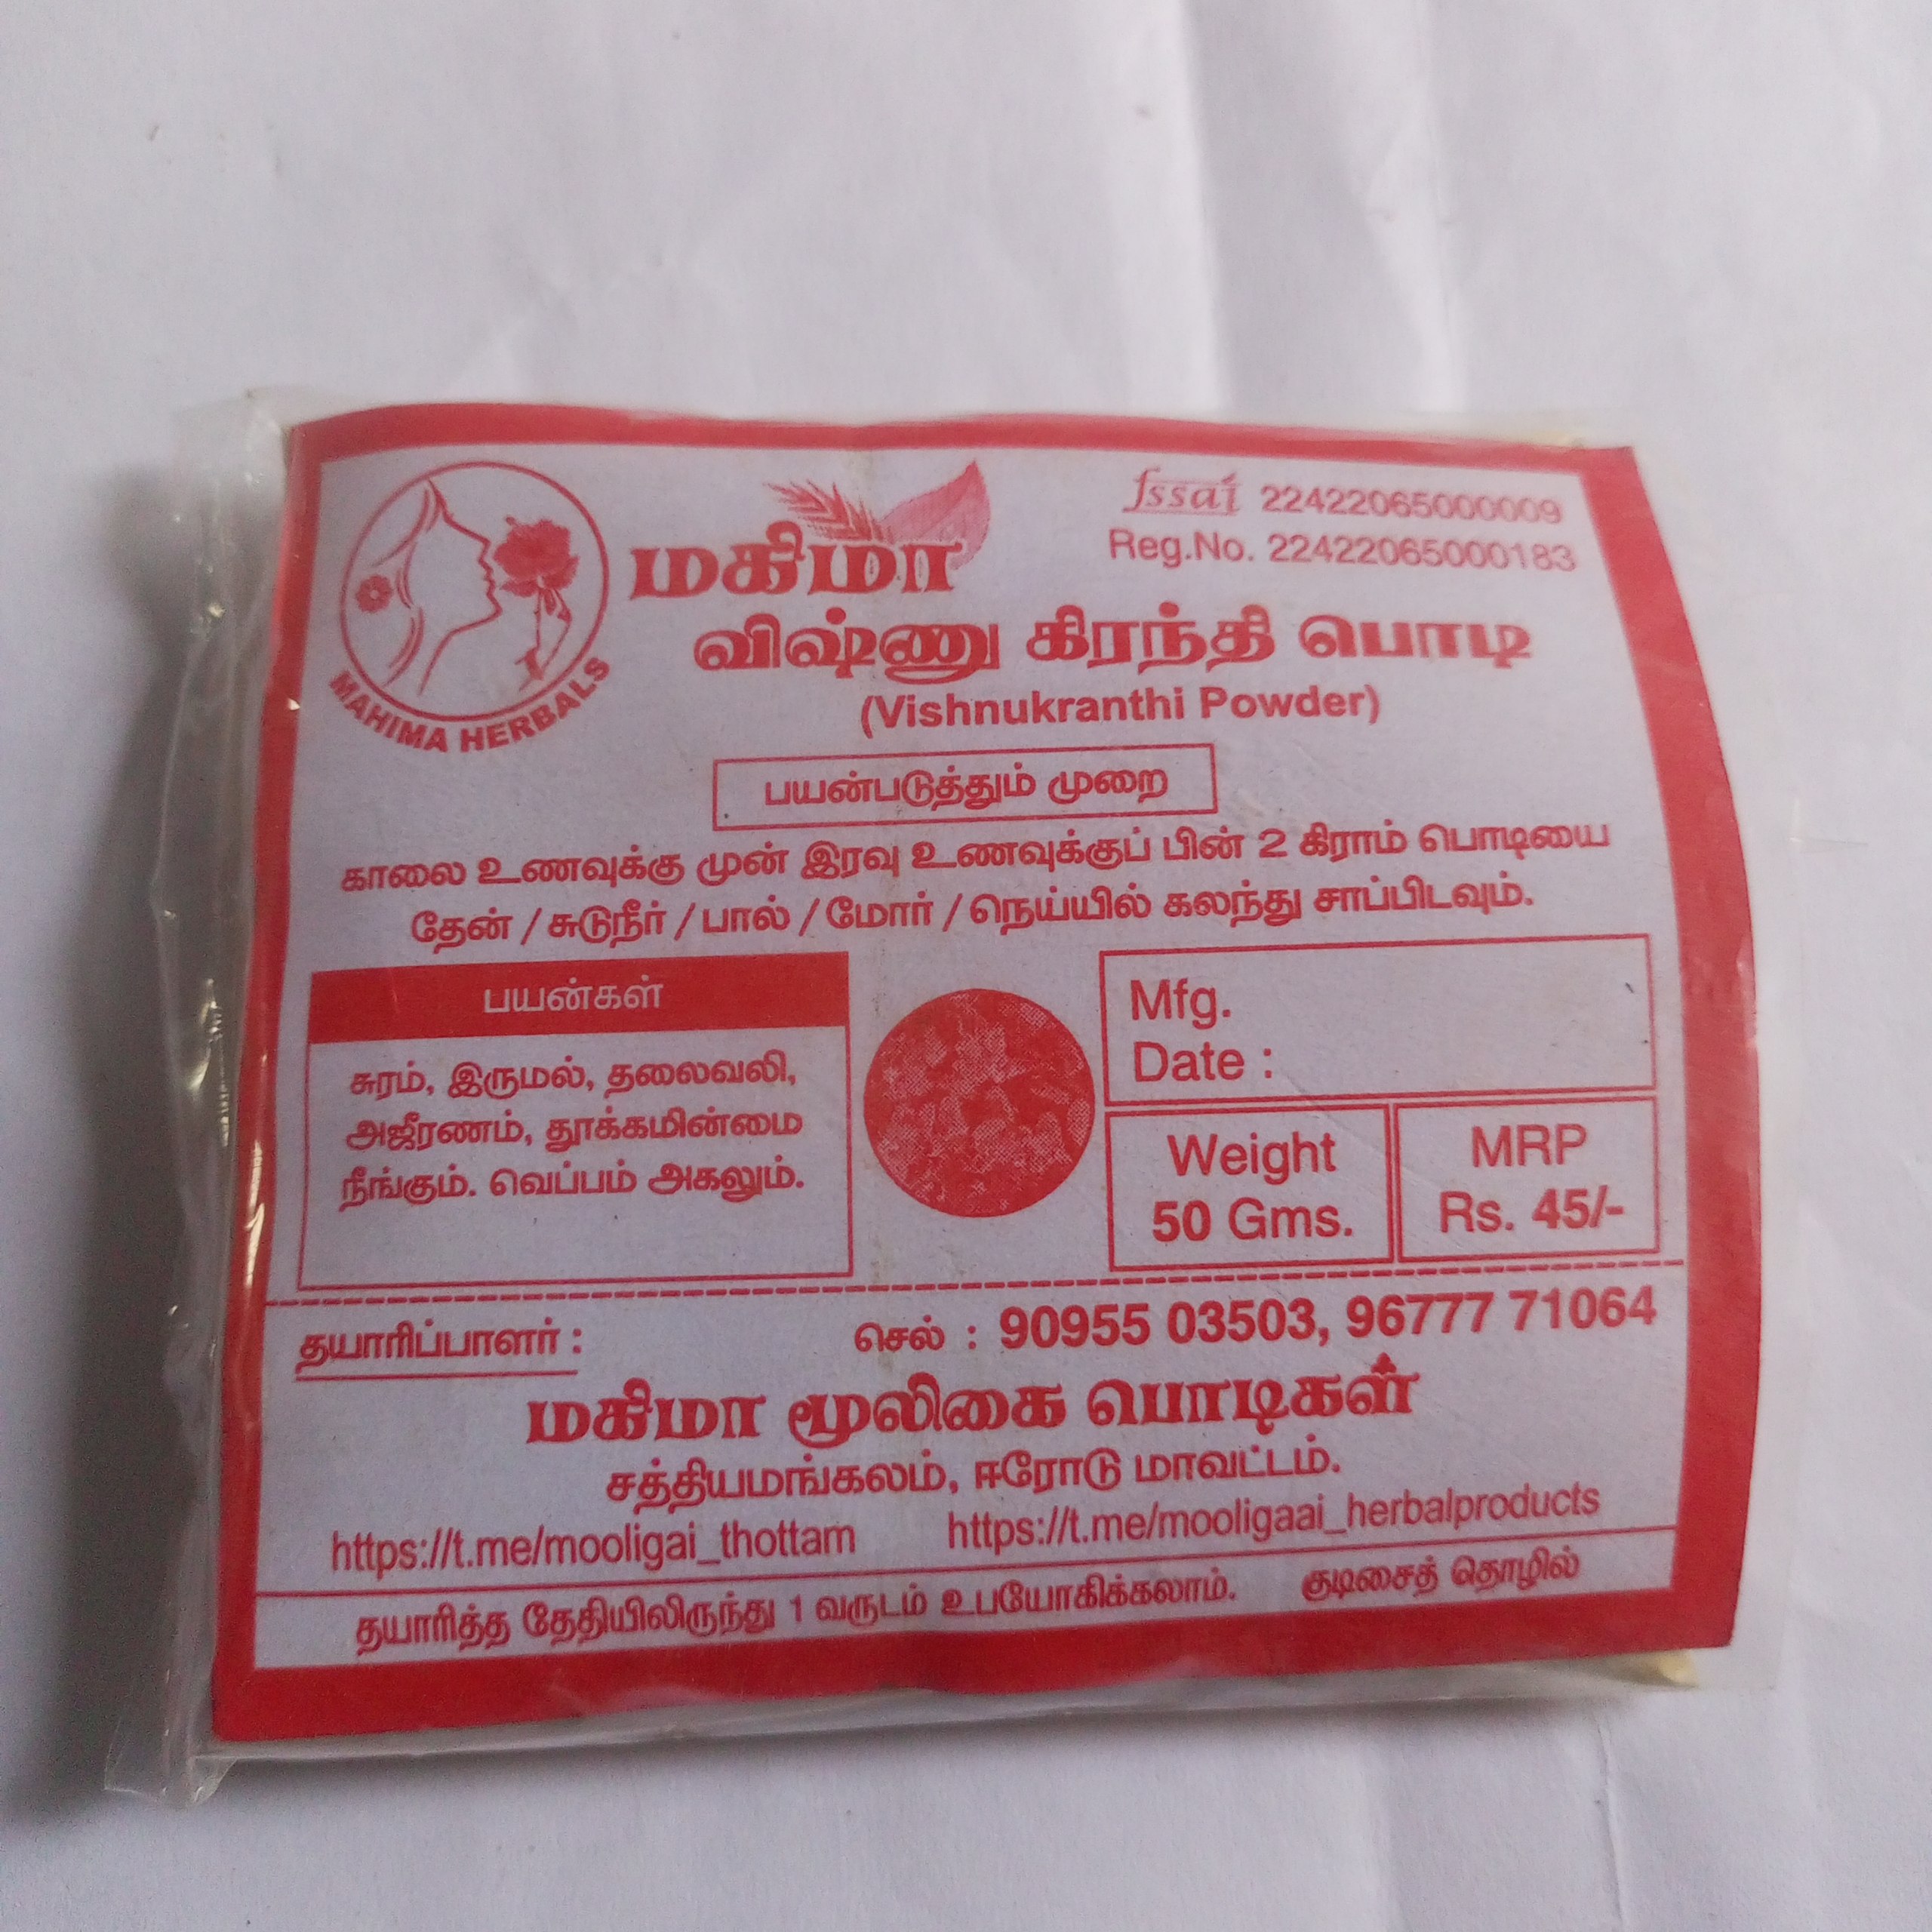 MAHIMA HERBALS
மகிமா
fssai 22422065000009
Reg.No. 22422065000183
விஷ்ணு கிரந்தி பொடி
(Vishnukranthi Powder)
பயன்படுத்தும் முறை
காலை உணவுக்கு முன் இரவு உணவுக்குப் பின் 2 கிராம் பொடியை
தேன் / சுடுநீர் / பால் / மோர் / நெய்யில் கலந்து சாப்பிடவும்.
பயன்கள்
சுரம், இருமல், தலைவலி,
அஜீரணம், தூக்கமின்மை
நீங்கும். வெப்பம் அகலும்.
Mfg.
Date :
Weight
50 Gms.
MRP
Rs. 45/-
தயாரிப்பாளர் :
செல் : 90955 03503, 96777 71064
மகிமா மூலிகை பொடிகள்
சத்தியமங்கலம், ஈரோடு மாவட்டம்.
https://t.me/mooligai_thottam https://t.me/mooligaai_herbalproducts
தயாரித்த தேதியிலிருந்து 1 வருடம் உபயோகிக்கலாம். குடிசைத் தொழில்